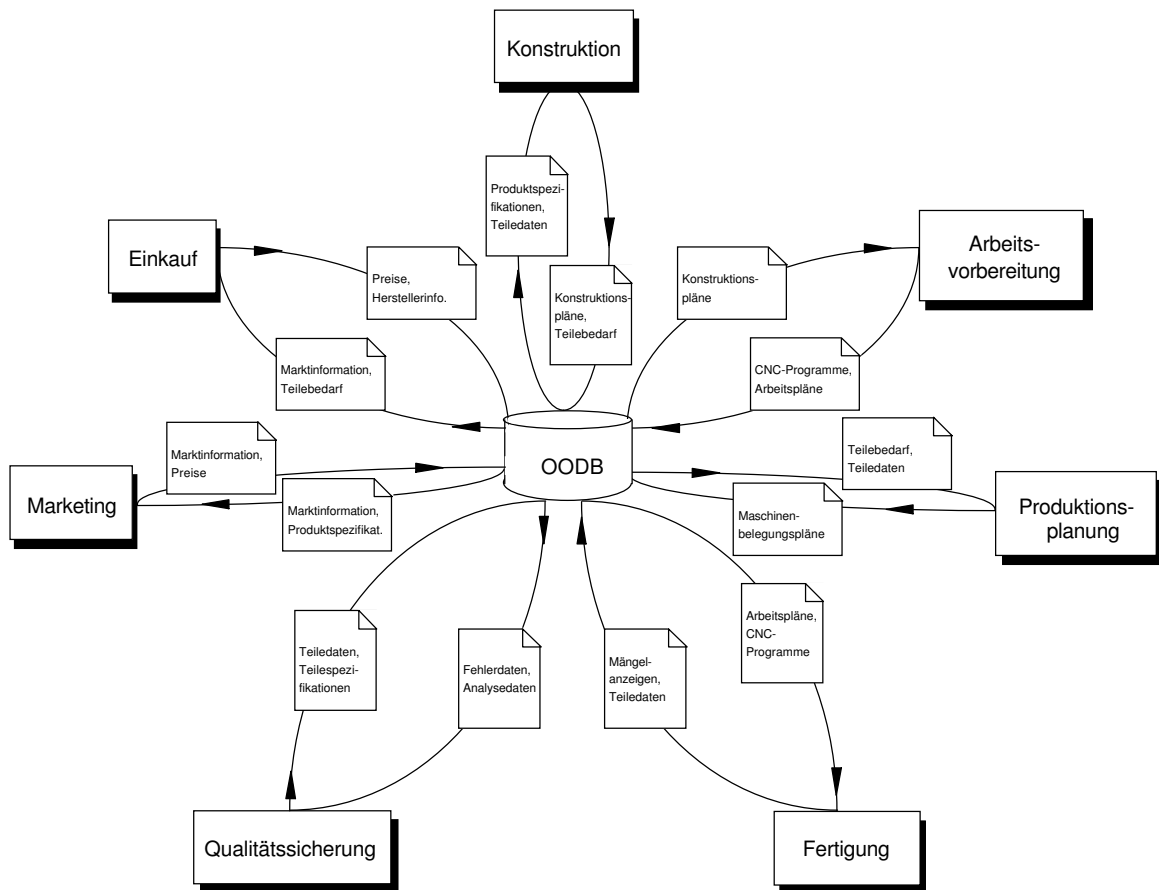 Konstruktion
Produktspezi-
fikationen,
Teiledaten
Einkauf
Arbeits-
vorbereitung
Preise,
Herstellerinfo.
Konstruktions-
pläne,
Teilebedarf
Konstruktions-
pläne
Marktinformation,
Teilebedarf
CNC-Programme,
Arbeitspläne
Marktinformation,
Preise
OODB
Teilebedarf,
Teiledaten
Marketing
Marktinformation,
Produktspezifikat.
Maschinen-
belegungspläne
Produktions-
planung
Teiledaten,
Teilespezi-
fikationen
Fehlerdaten,
Analysedaten
Mängel-
anzeigen,
Teiledaten
Arbeitspläne,
CNC-
Programme
Qualitätssicherung
Fertigung